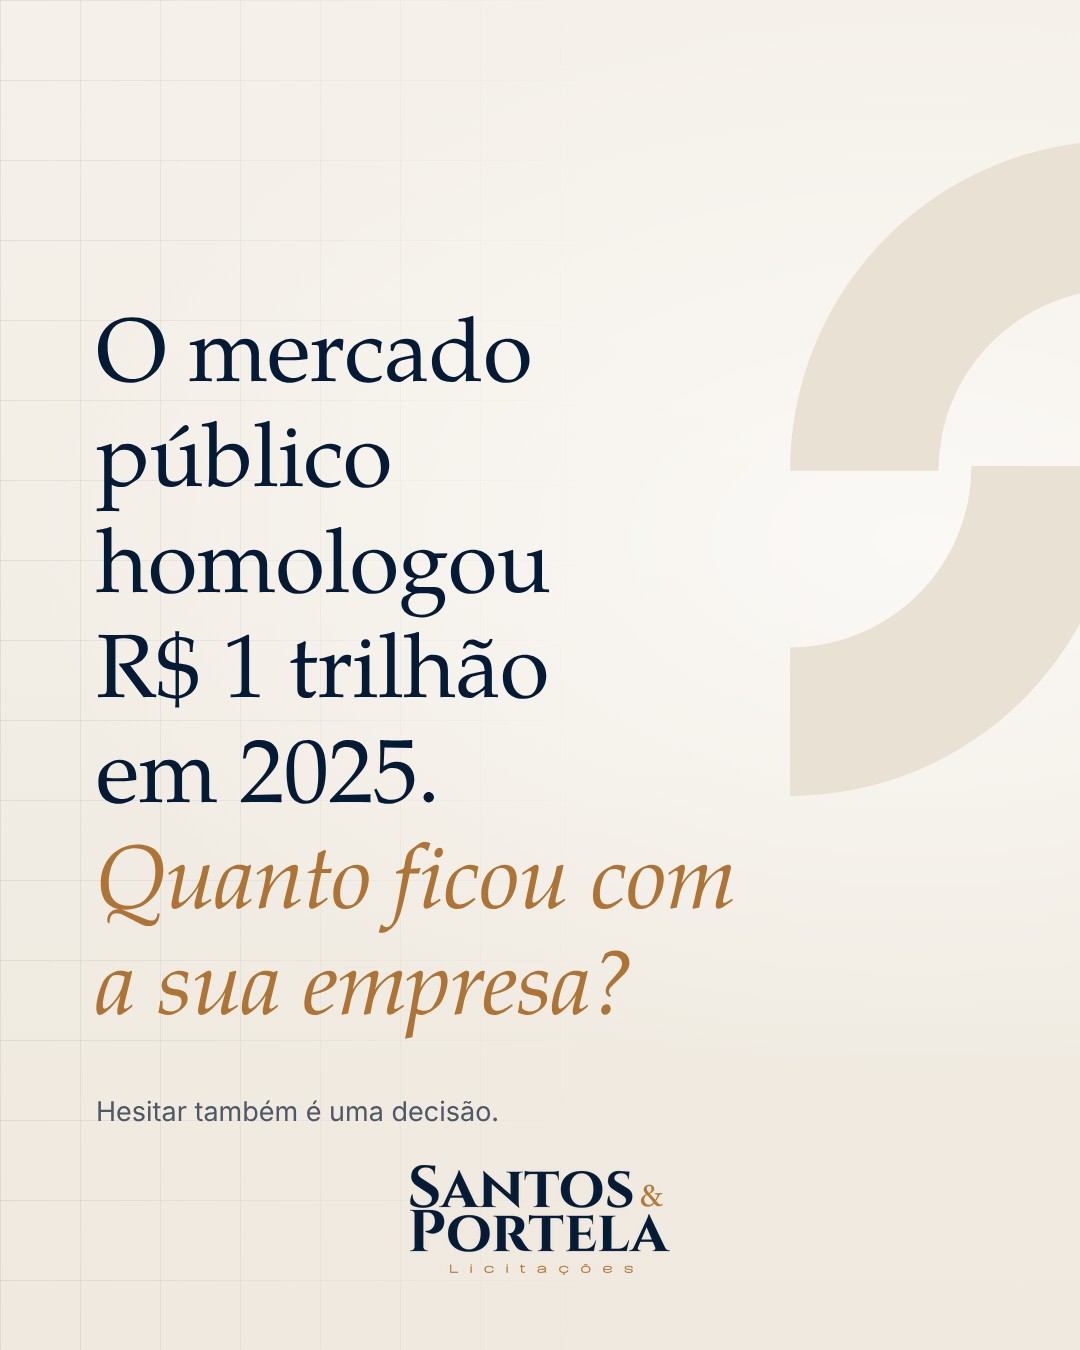 O mercado
público
homologou
R$ 1 trilhão
em 2025.
Quanto ficou com
a sua empresa?
Hesitar também é uma decisão.
SANTOS &
PORTELA
Licitações